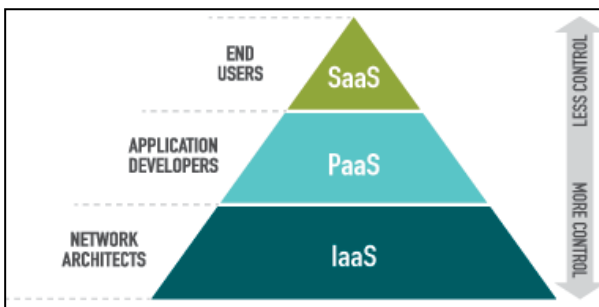 END
USERS
SaaS
LESS CONTROL
APPLICATION
DEVELOPERS
PaaS
NETWORK
ARCHITECTS
IaaS
MORE CONTROL